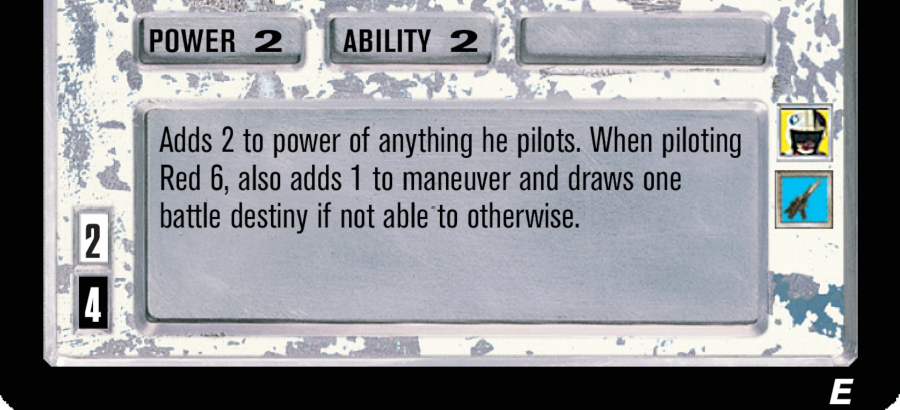 POWER 2 ABILITY 2
Adds 2 to power of anything he pilots. When piloting
Red 6, also adds 1 to maneuver and draws one
battle destiny if not able to otherwise.
2
4
E